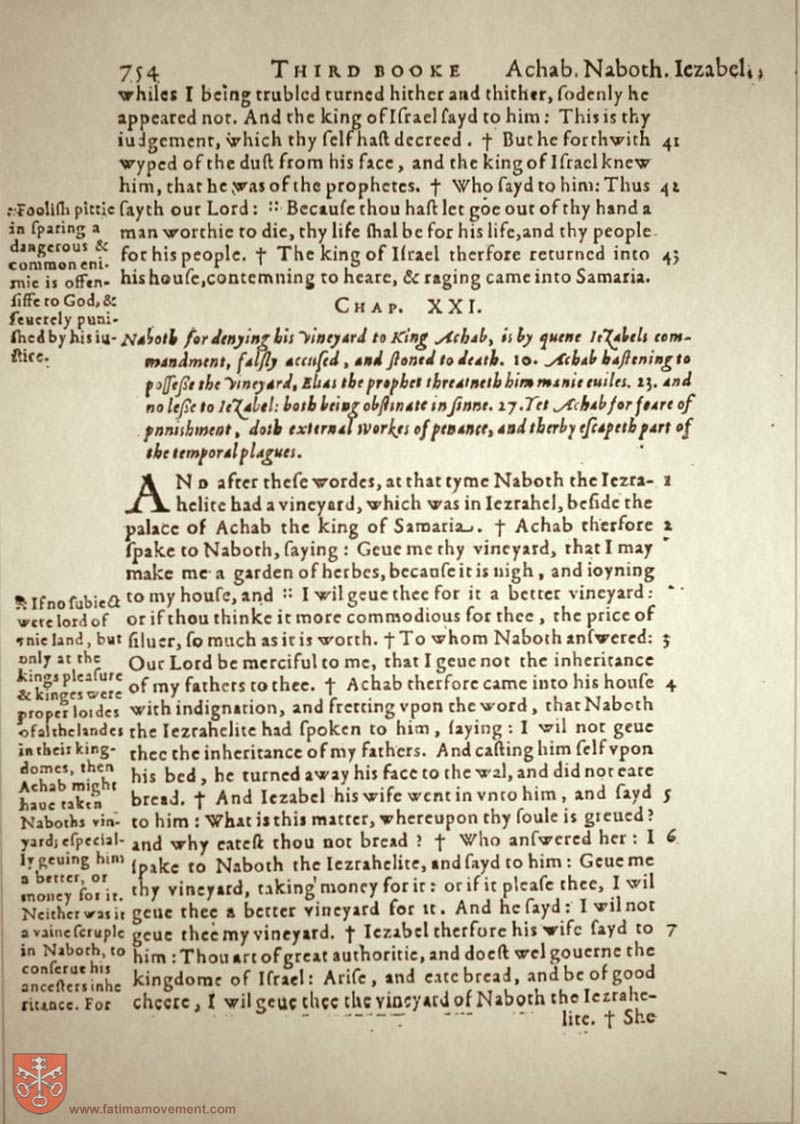 754 THIRD BOOKE Achab. Naboth. Iezabel.
whiles I being trubled turned hither and thither, sodenly he
appeared not. And the king of Iſrael ſayd to him: This is thy
iudgement, which thy ſelf haſt decreed. † But he forthwith 41
wyped of the duſt from his face, and the king of Iſrael knew
him, that he was of the prophetes. † Who ſayd to him: Thus 42
ſayth our Lord: :: Becauſe thou haſt let goe out of thy hand a
man worthie to die, thy life ſhal be for his life, and thy people
for his people. † The king of Iſrael therfore returned into 43
his houſe, contemning to heare, & raging came into Samaria.
:: Fooliſh pittie
in ſparing a
dangerous &
common eni-
mie is offen-
ſiffe to God, &
ſeuerely puni-
ſhed by his iu-
ſtice.
CHAP. XXI.
Naboth for denying his vineyard to King Achab, is by quene Iezabels com-
mandment, falſly accuſed, and ſtoned to death. 10. Achab haſtening to
poſſeſſe the vineyard, Elias the prophet threatneth him manie euiles. 23. and
no leſſe to Iezabel: both being obſtinate in ſinne. 27. Yet Achab for feare of
punishment, doth external workes of penance, and therby eſcapeth part of
the temporal plagues.
AND after theſe wordes, at that tyme Naboth the Iezra- 1
helite had a vineyard, which was in Iezrahel, beſide the
palace of Achab the king of Samaria. † Achab therfore 2
ſpake to Naboth, ſaying: Geue me thy vineyard, that I may
make me a garden of herbes, becauſe it is nigh, and ioyning
to my houſe, and :: I wil geue thee for it a better vineyard:
or if thou thinke it more commodious for thee, the price of
ſiluer, ſo much as it is worth. † To whom Naboth anſwered: 3
Our Lord be merciful to me, that I geue not the inheritance
of my fathers to thee. † Achab therfore came into his houſe 4
with indignation, and fretting vpon the word, that Naboth
the Iezrahelite had ſpoken to him, ſaying: I wil not geue
thee the inheritance of my fathers. And caſting him ſelf vpon
his bed, he turned away his face to the wal, and did not eate
bread. † And Iezabel his wife went in vnto him, and ſayd 5
to him: What is this matter, whereupon thy ſoule is greued?
and why eateſt thou not bread? † Who anſwered her: I 6
ſpake to Naboth the Iezrahelite, and ſayd to him: Geue me
thy vineyard, taking money for it: or if it pleaſe thee, I wil
geue thee a better vineyard for it. And he ſayd: I wil not
geue thee my vineyard. † Iezabel therfore his wife ſayd to 7
him: Thou art of great authoritie, and doeſt wel gouerne the
kingdome of Iſrael: Ariſe, and eate bread, and be of good
cheere, I wil geue thee the vineyard of Naboth the Iezrahe-
lite. † She
If no ſubiect
were lord of
anie land, but
only at the
kings pleaſure
& kinges were
proper lordes
of al the landes
in their king-
domes, then
Achab might
haue taken
Naboths vin-
yard; eſpecial-
ly geuing him
a better, or
money for it.
Neither was it
a vaine ſcruple
in Naboth, to
conſerue his
anceſters inhe
ritance. For
www.fatimamovement.com